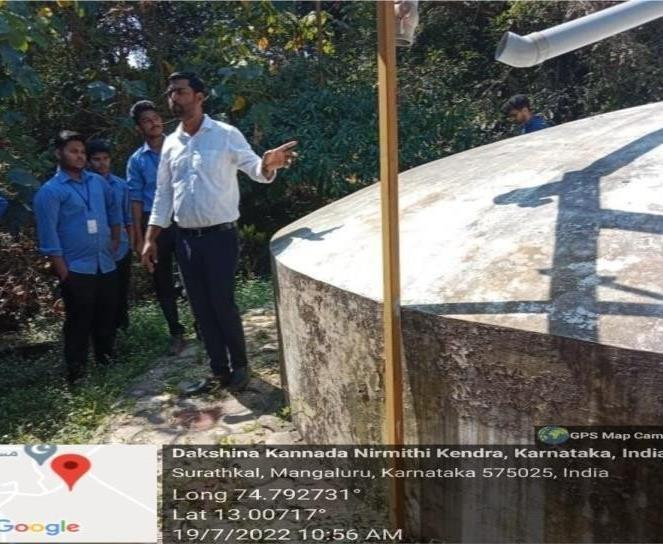 GPS Map Cam
Dakshina Kannada Nirmithi Kendra, Karnataka, India
Surathkal, Mangaluru, Karnataka 575025, India
Long 74.792731°
Lat 13.00717°
19/7/2022 10:56 AM
Google